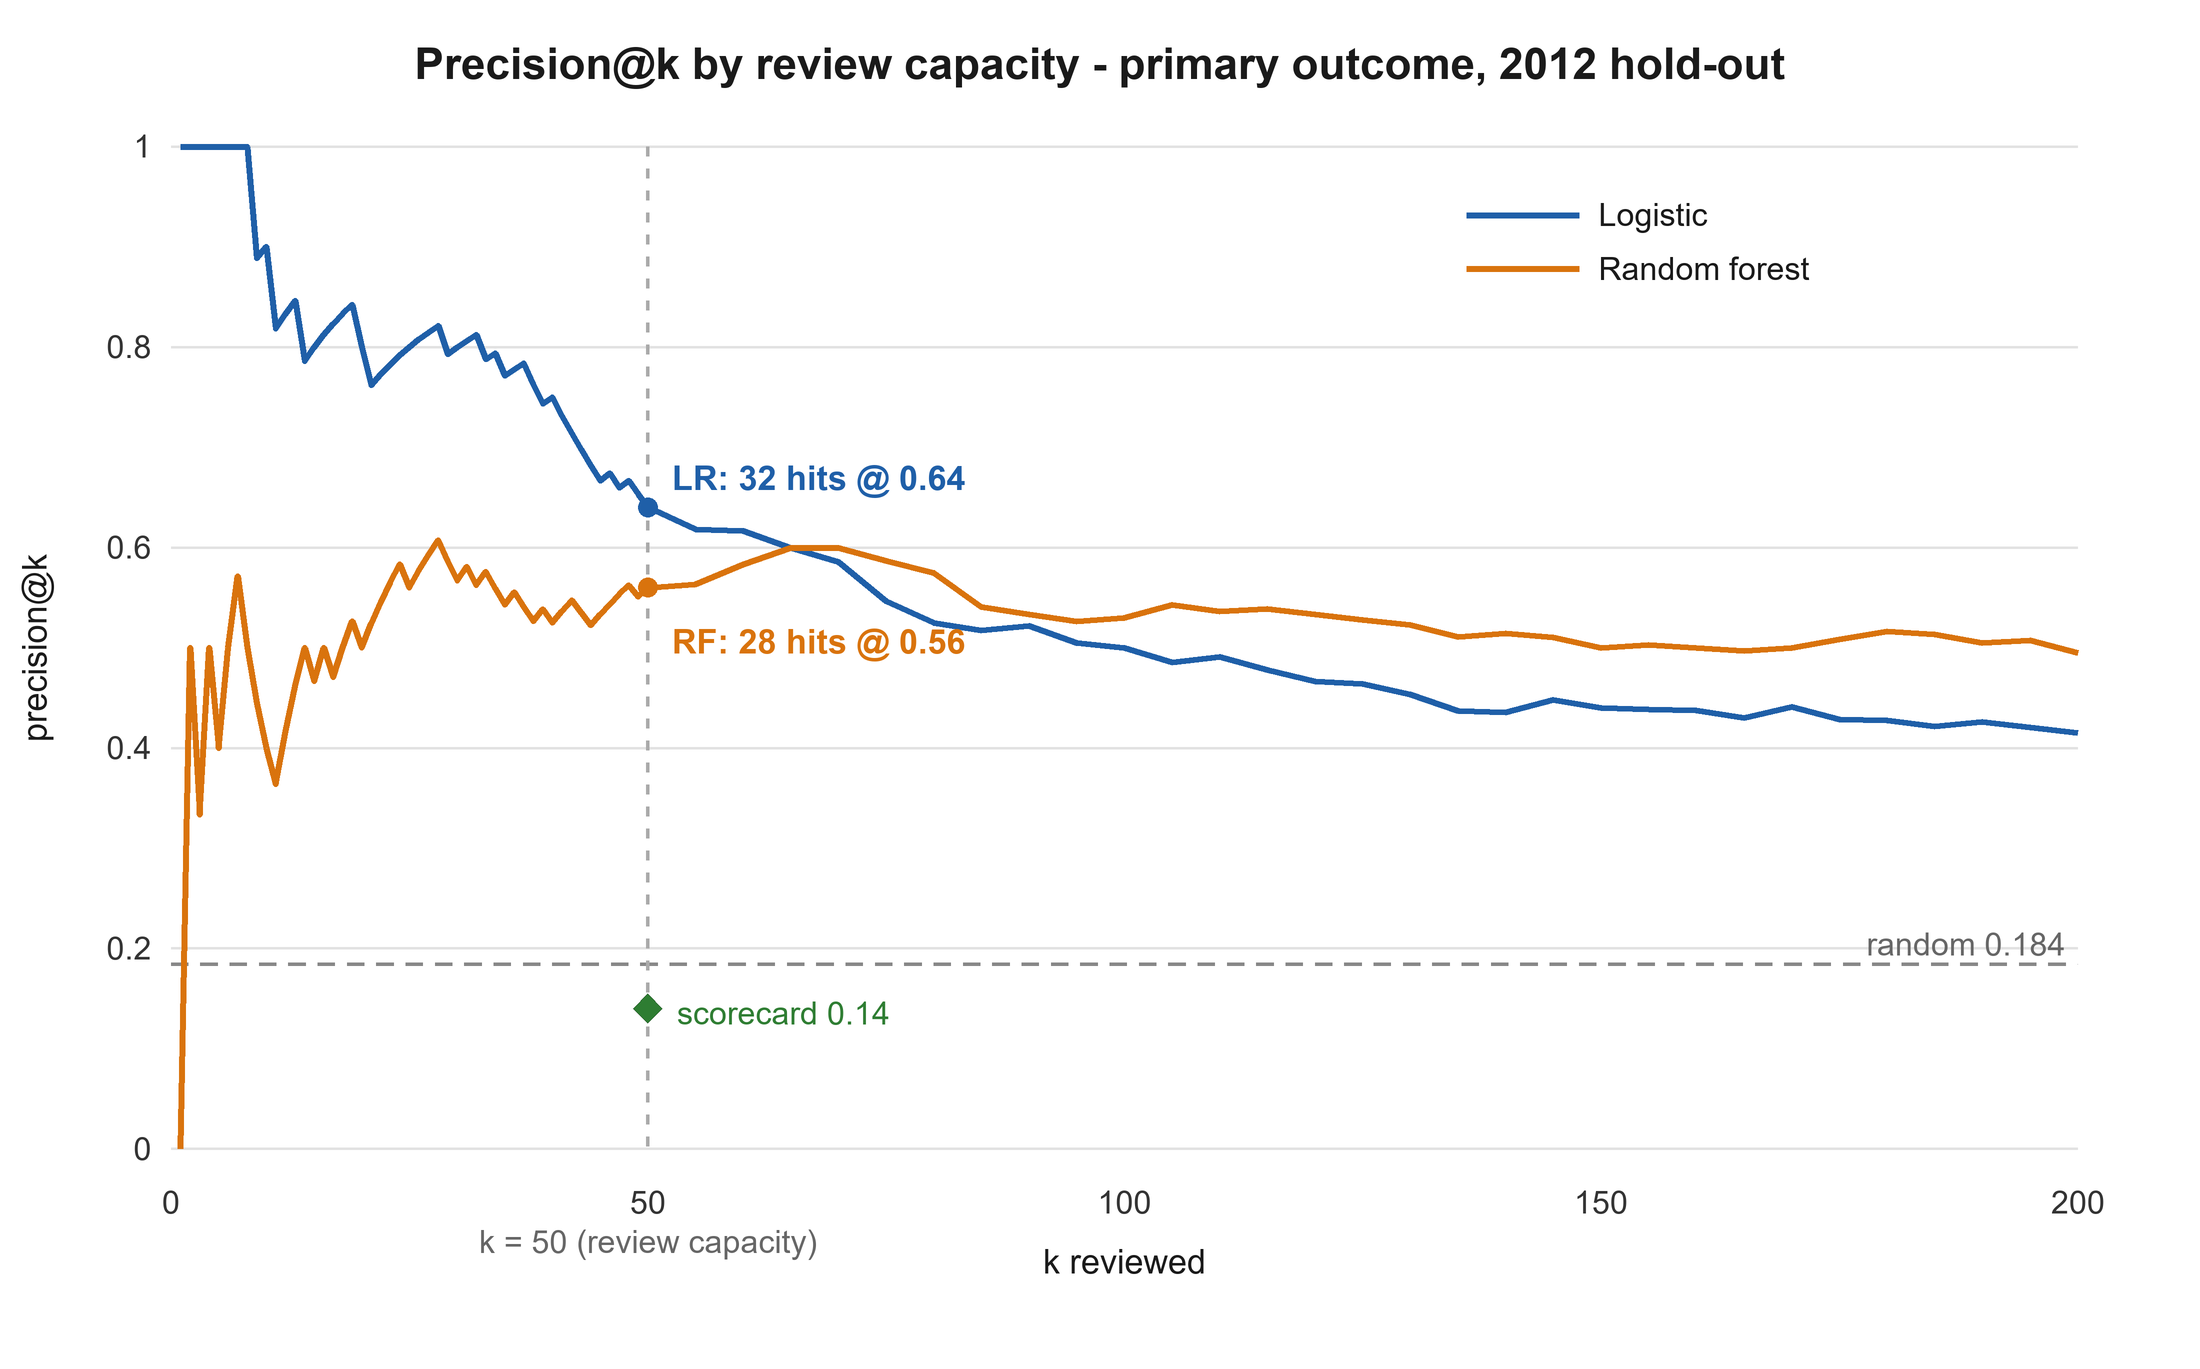 Precision@k by review capacity - primary outcome, 2012 hold-out
1
Logistic
Random forest
0.8
LR: 32 hits @ 0.64
0.6
precision@k
RF: 28 hits @ 0.56
0.4
0.2
random 0.184
scorecard 0.14
0
0 50 100 150 200
k = 50 (review capacity)
k reviewed